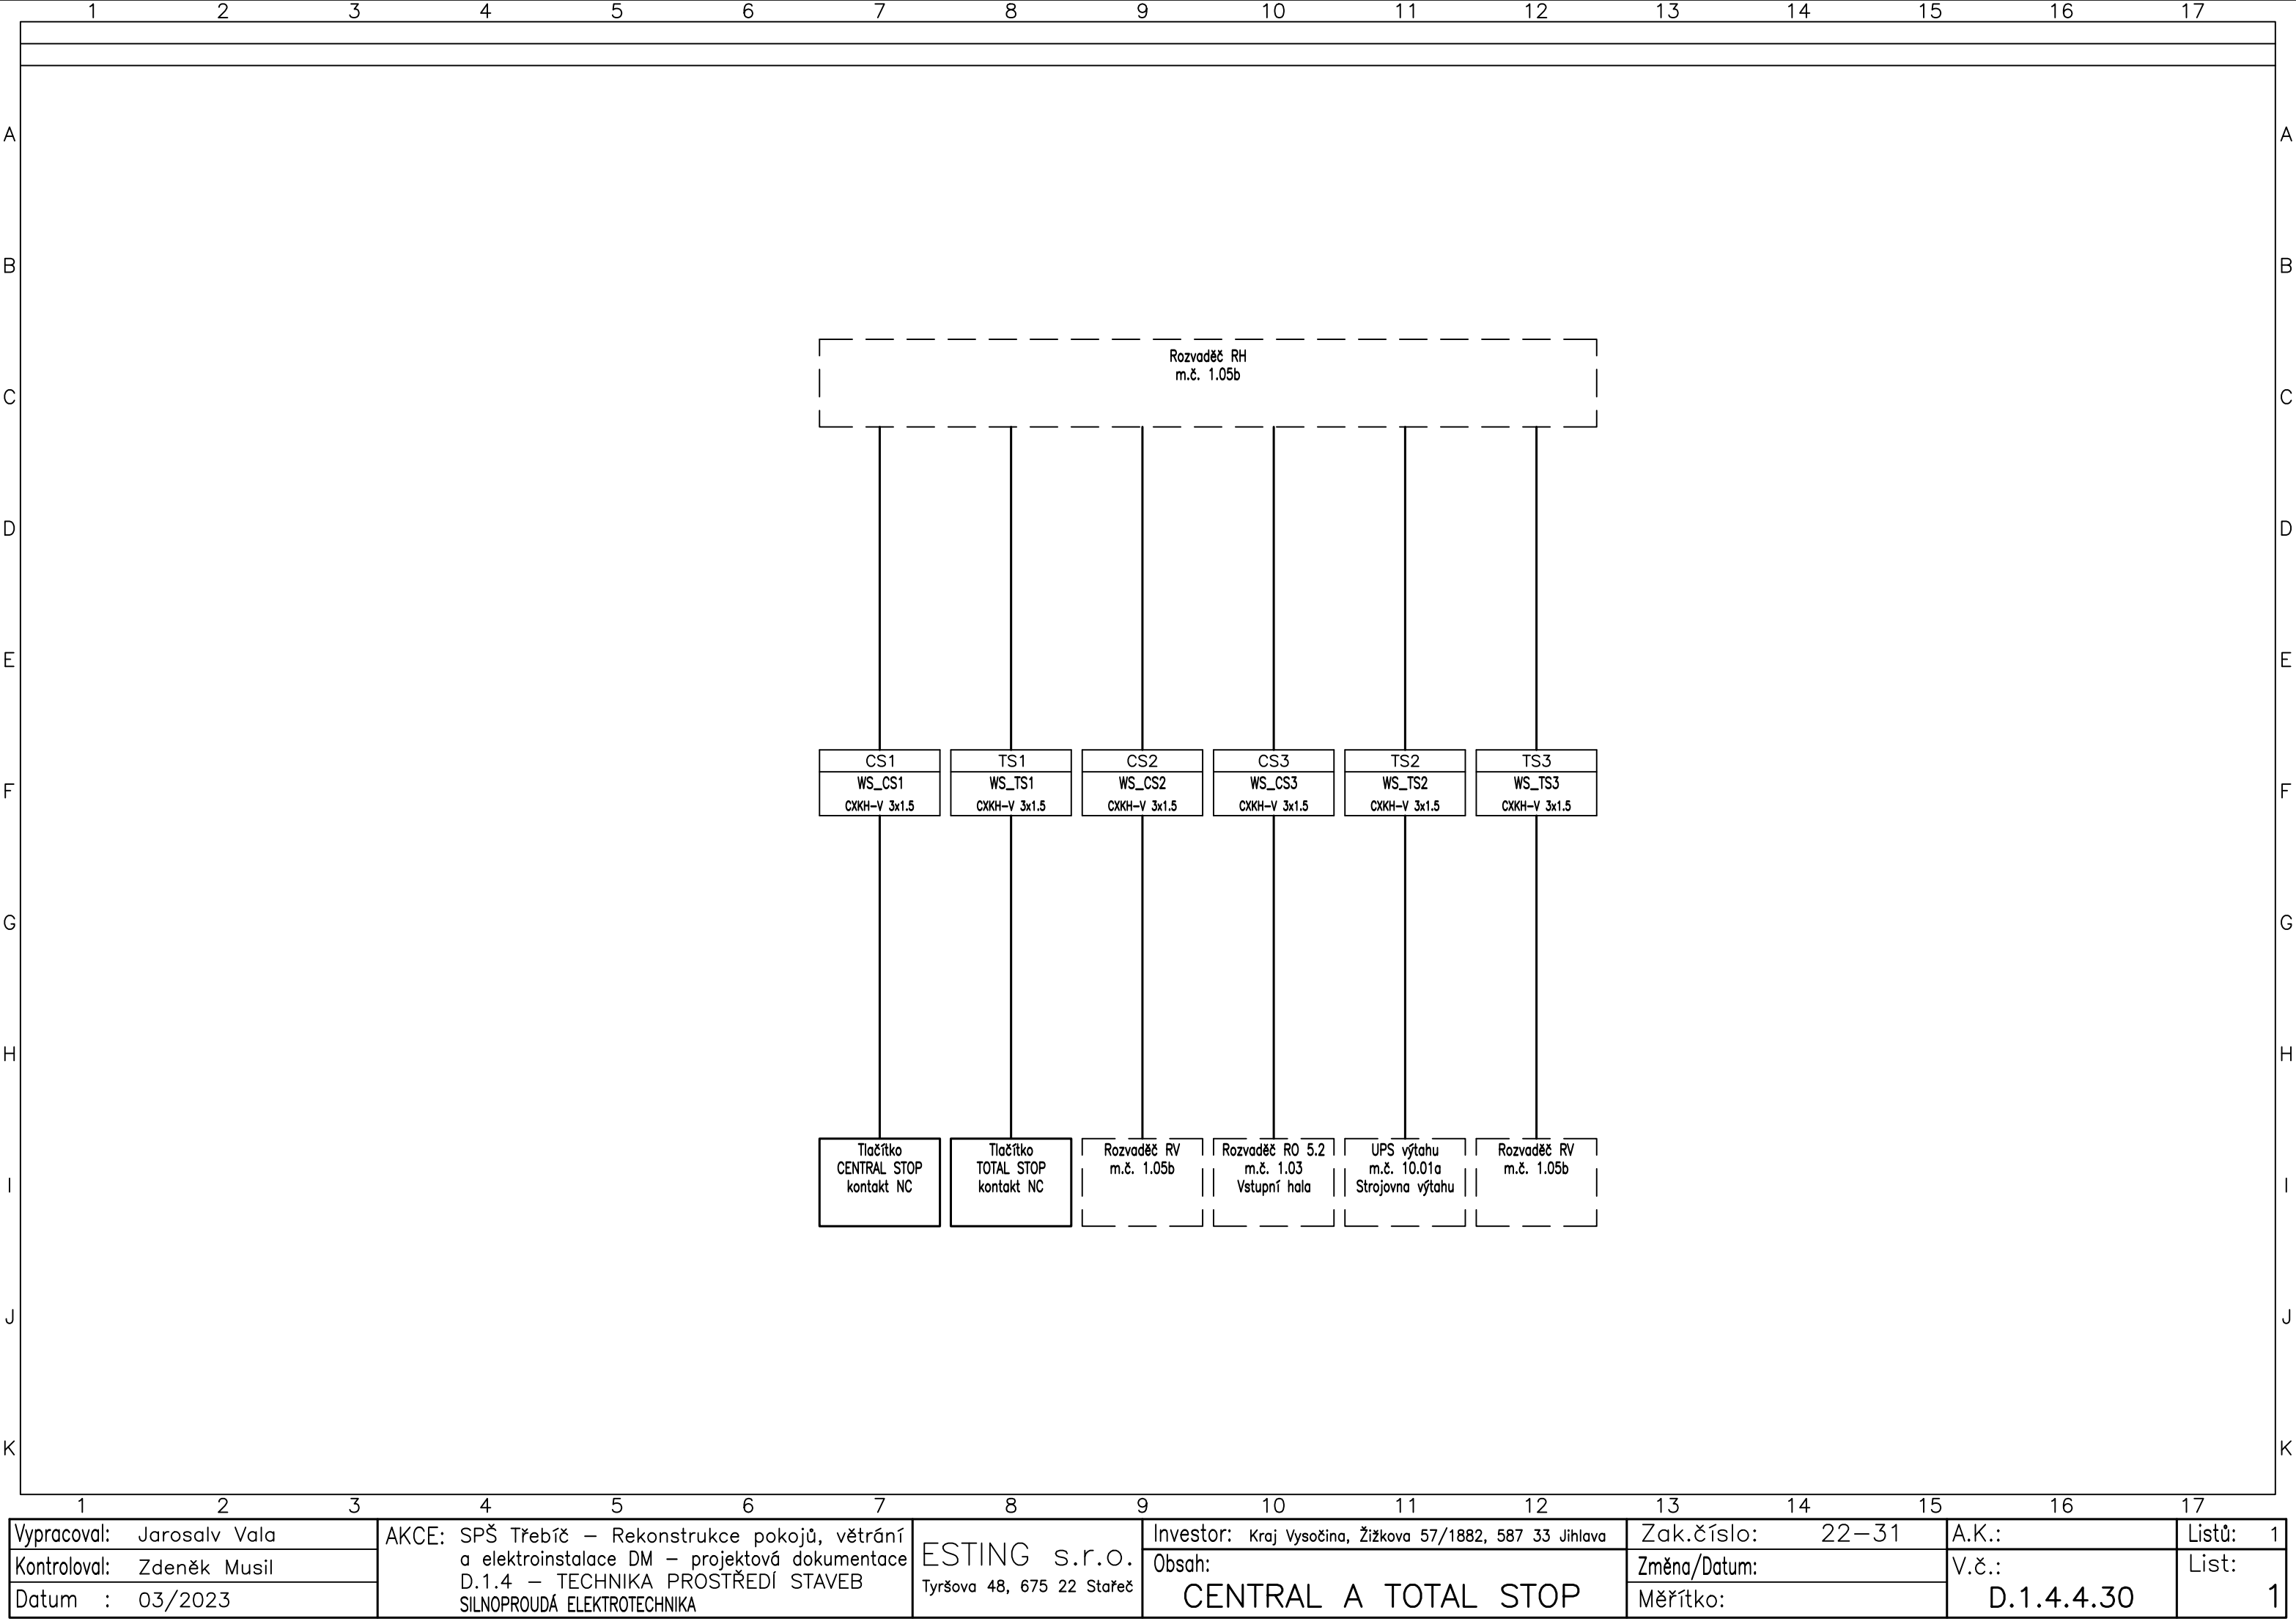 1 2 3 4 5 6 7 8 9 10 11 12 13 14 15 16 17
A A
B B
Rozvaděč RH
m.č. 1.05b
C C
D D
E E
CS1 TS1 CS2 CS3 TS2 TS3
WS_CS1 WS_TS1 WS_CS2 WS_CS3 WS_TS2 WS_TS3
F F
CXKH-V 3x1.5 CXKH-V 3x1.5 CXKH-V 3x1.5 CXKH-V 3x1.5 CXKH-V 3x1.5 CXKH-V 3x1.5
G G
H H
Tlačítko
CENTRAL STOP
kontakt NC
Tlačítko
TOTAL STOP
kontakt NC
Rozvaděč RV
m.č. 1.05b
Rozvaděč RO 5.2
m.č. 1.03
Vstupní hala
UPS výtahu
m.č. 10.01a
Strojovna výtahu
Rozvaděč RV
m.č. 1.05b
I I
J J
K K
1 2 3 4 5 6 7 8 9 10 11 12 13 14 15 16 17
Vypracoval: Jarosalv Vala
Kontroloval: Zdeněk Musil
Datum : 03/2023
AKCE: SPŠ Třebíč – Rekonstrukce pokojů, větrání
a elektroinstalace DM – projektová dokumentace
D.1.4 – TECHNIKA PROSTŘEDÍ STAVEB
SILNOPROUDÁ ELEKTROTECHNIKA
ESTING s.r.o.
Tyršova 48, 675 22 Stařeč
Investor: Kraj Vysočina, Žižkova 57/1882, 587 33 Jihlava
Obsah:
CENTRAL A TOTAL STOP
Zak.číslo: 22-31
Změna/Datum:
Měřítko:
A.K.:
V.č.:
D.1.4.4.30
Listů: 1
List:
1